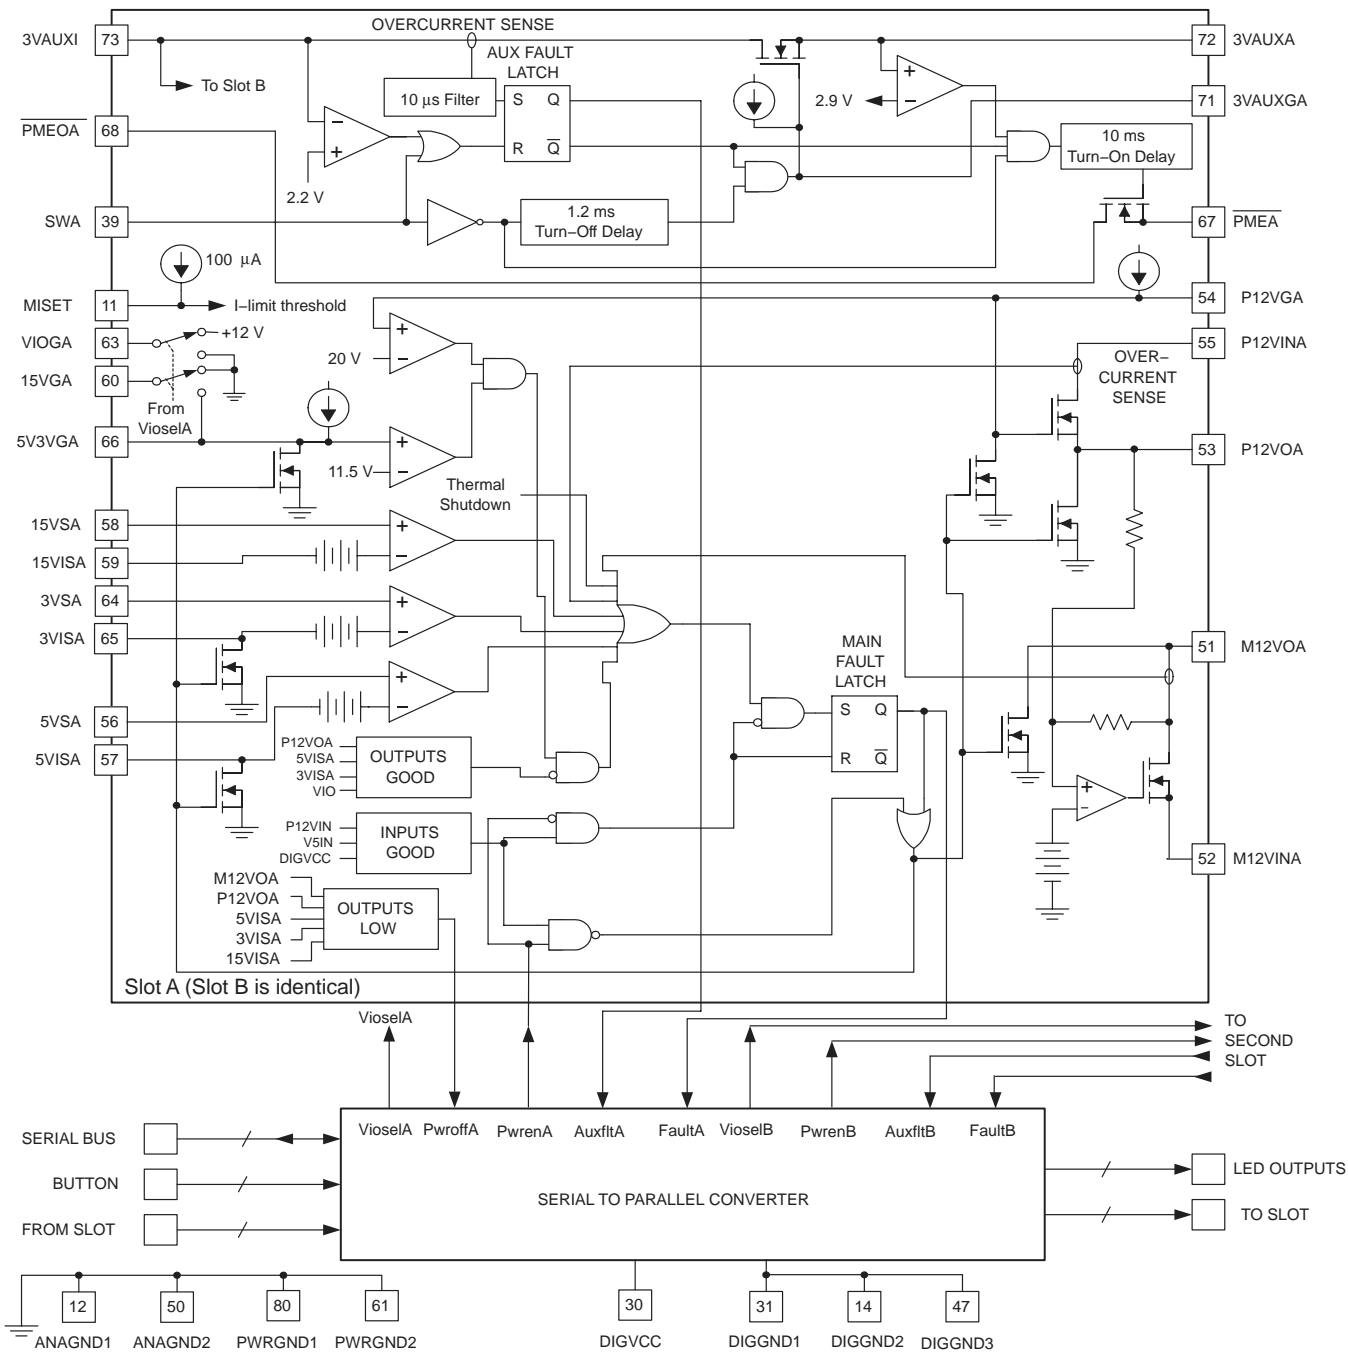 OVERCURRENT SENSE
3VAUXI
73
72
3VAUXA
AUX FAULT
LATCH
To Slot B
10 µs Filter
S
Q
R
Q
+
−
2.9 V
71
3VAUXGA
PMEOA
68
−
+
2.2 V
10 ms
Turn−On Delay
SWA
39
1.2 ms
Turn−Off Delay
67
PMEA
100 µA
MISET
11
I−limit threshold
54
P12VGA
VIOGA
63
+12 V
+
−
20 V
55
P12VINA
OVER−
CURRENT
SENSE
15VGA
60
From
VioselA
5V3VGA
66
+
−
11.5 V
53
P12VOA
Thermal
Shutdown
15VSA
58
+
−
15VISA
59
3VSA
64
+
−
3VISA
65
51
M12VOA
MAIN
FAULT
LATCH
S
Q
R
Q
+
−
5VSA
56
5VISA
57
P12VOA
5VISA
3VISA
VIO
OUTPUTS
GOOD
+
−
P12VIN
V5IN
DIGVCC
INPUTS
GOOD
52
M12VINA
M12VOA
P12VOA
5VISA
3VISA
15VISA
OUTPUTS
LOW
Slot A (Slot B is identical)
VioselA
TO
SECOND
SLOT
VioselA
PwroffA
PwrenA
AuxfltA
FaultA
VioselB
PwrenB
AuxfltB
FaultB
SERIAL BUS
BUTTON
FROM SLOT
SERIAL TO PARALLEL CONVERTER
LED OUTPUTS
TO SLOT
12
50
80
61
30
31
14
47
ANAGND1
ANAGND2
PWRGND1
PWRGND2
DIGVCC
DIGGND1
DIGGND2
DIGGND3